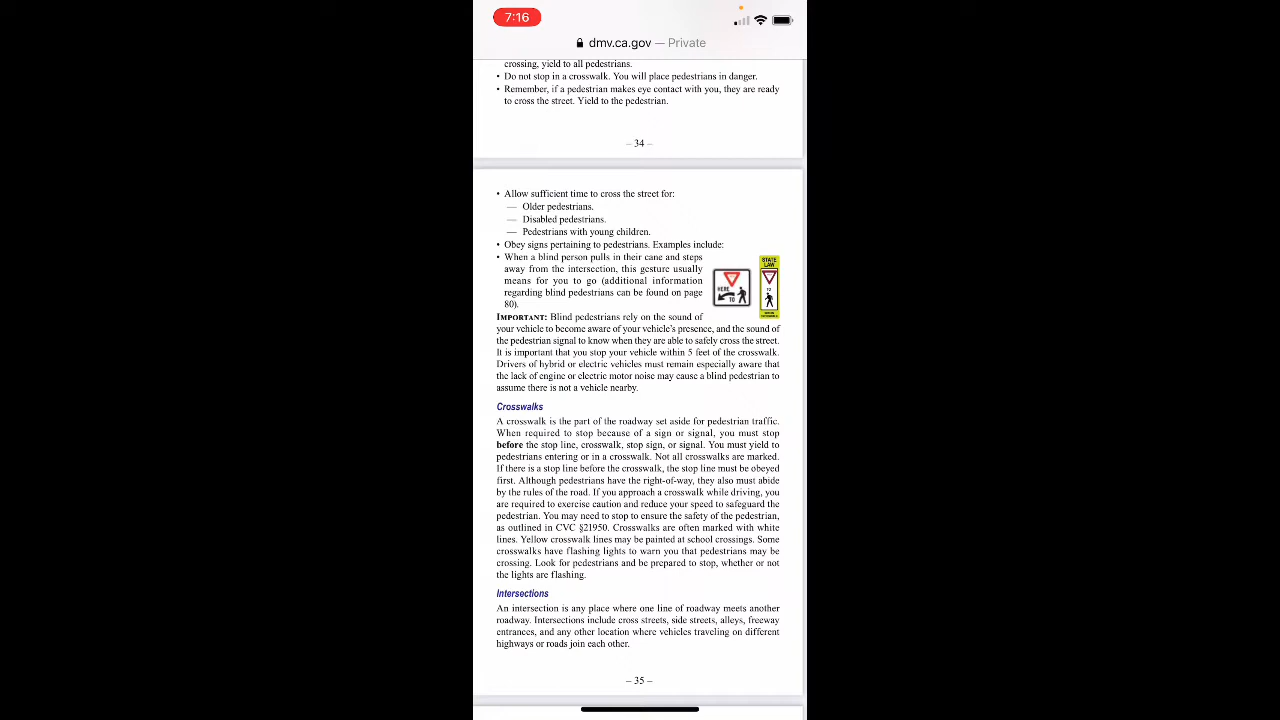 7:16
dmv.ca.gov — Private
crossing, yield to all pedestrians.
• Do not stop in a crosswalk. You will place pedestrians in danger.
• Remember, if a pedestrian makes eye contact with you, they are ready
to cross the street. Yield to the pedestrian.
– 34 –
• Allow sufficient time to cross the street for:
— Older pedestrians.
— Disabled pedestrians.
— Pedestrians with young children.
• Obey signs pertaining to pedestrians. Examples include:
• When a blind person pulls in their cane and steps
away from the intersection, this gesture usually
means for you to go (additional information
regarding blind pedestrians can be found on page
80).
HERE
TO
STATE
LAW
TO
IMPORTANT: Blind pedestrians rely on the sound of
your vehicle to become aware of your vehicle's presence, and the sound of
the pedestrian signal to know when they are able to safely cross the street.
It is important that you stop your vehicle within 5 feet of the crosswalk.
Drivers of hybrid or electric vehicles must remain especially aware that
the lack of engine or electric motor noise may cause a blind pedestrian to
assume there is not a vehicle nearby.
Crosswalks
A crosswalk is the part of the roadway set aside for pedestrian traffic.
When required to stop because of a sign or signal, you must stop
before the stop line, crosswalk, stop sign, or signal. You must yield to
pedestrians entering or in a crosswalk. Not all crosswalks are marked.
If there is a stop line before the crosswalk, the stop line must be obeyed
first. Although pedestrians have the right-of-way, they also must abide
by the rules of the road. If you approach a crosswalk while driving, you
are required to exercise caution and reduce your speed to safeguard the
pedestrian. You may need to stop to ensure the safety of the pedestrian,
as outlined in CVC §21950. Crosswalks are often marked with white
lines. Yellow crosswalk lines may be painted at school crossings. Some
crosswalks have flashing lights to warn you that pedestrians may be
crossing. Look for pedestrians and be prepared to stop, whether or not
the lights are flashing.
Intersections
An intersection is any place where one line of roadway meets another
roadway. Intersections include cross streets, side streets, alleys, freeway
entrances, and any other location where vehicles traveling on different
highways or roads join each other.
– 35 –